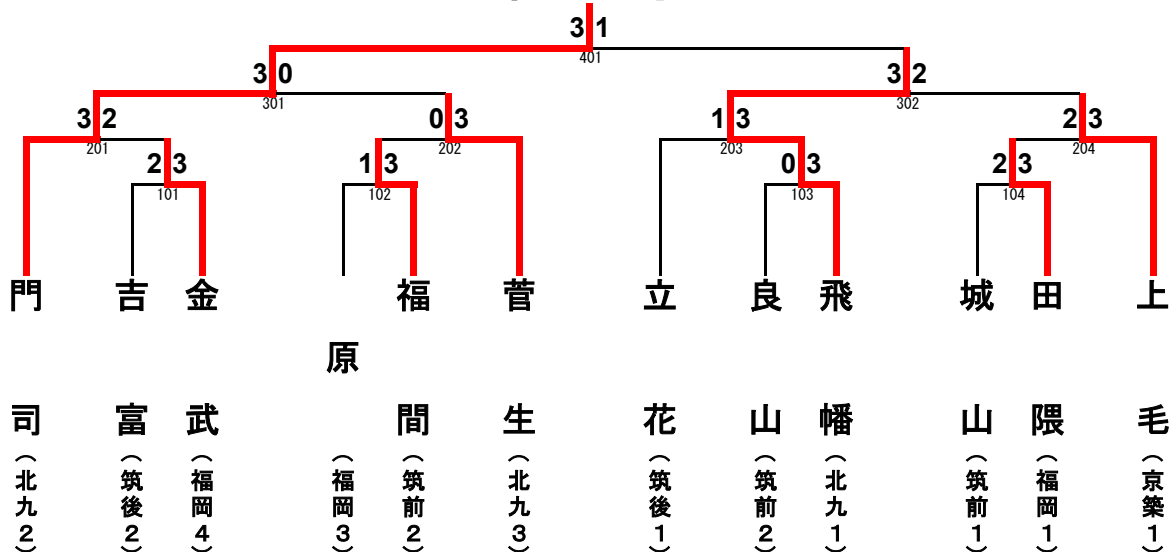 3 1
401
3 0
301
3 2
302
3 2
201
0 3
202
1 3
203
2 3
204
2 3
101
1 3
102
0 3
103
2 3
104
門司
(北九2)
吉富
(筑後2)
金武
(福岡4)
原
(福岡3)
福間
(筑前2)
菅生
(北九3)
立花
(筑後1)
良山
(筑前2)
飛幡
(北九1)
城山
(筑前1)
田隈
(福岡1)
上毛
(京築1)